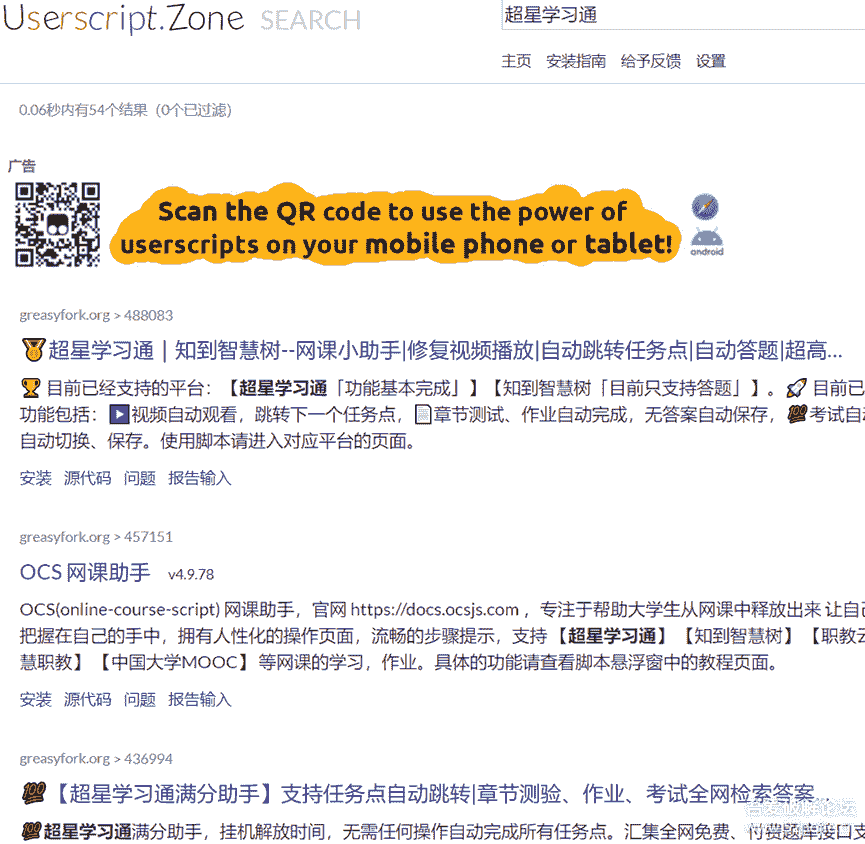 Userscript.Zone SEARCH
超星学习通
主页 安装指南 给予反馈 设置
0.06秒内有54个结果（0个已过滤）
广告
Scan the QR code to use the power of
userscripts on your mobile phone or tablet!
android
greasyfork.org > 488083
超星学习通 | 知到智慧树--网课小助手|修复视频播放|自动跳转任务点|自动答题|超高...
目前已经支持的平台：【超星学习通「功能基本完成」】【知到智慧树「目前只支持答题」】。🚀 目前已
功能包括：▶视频自动观看，跳转下一个任务点，📄章节测试、作业自动完成，无答案自动保存，💯考试自动
自动切换、保存。使用脚本请进入对应平台的页面。
安装 源代码 问题 报告输入
greasyfork.org > 457151
OCS 网课助手 v4.9.78
OCS(online-course-script) 网课助手，官网 https://docs.ocsjs.com ，专注于帮助大学生从网课中释放出来 让自己
把握在自己的手中，拥有人性化的操作页面，流畅的步骤提示，支持 【超星学习通】 【知到智慧树】 【职教云
慧职教】 【中国大学MOOC】 等网课的学习，作业。具体的功能请查看脚本悬浮窗中的教程页面。
安装 源代码 问题 报告输入
greasyfork.org > 436994
💯【超星学习通满分助手】支持任务点自动跳转|章节测验、作业、考试全网检索答案...
💯超星学习通满分助手，挂机解放时间，无需任何操作自动完成所有任务点。汇集全网免费、付费题库接口支